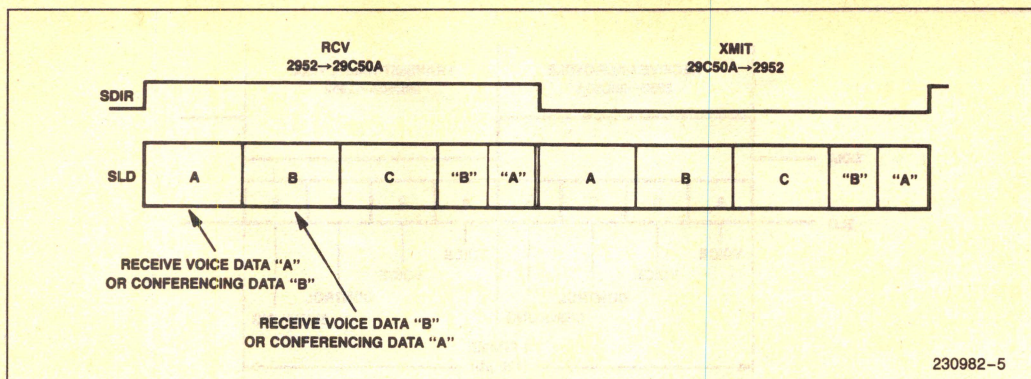 RCV
2952→29C50A
XMIT
29C50A→2952
SDIR
SLD A B C "B" "A" A B C "B" "A"
RECEIVE VOICE DATA "A"
OR CONFERENCING DATA "B"
RECEIVE VOICE DATA "B"
OR CONFERENCING DATA "A"
230982-5